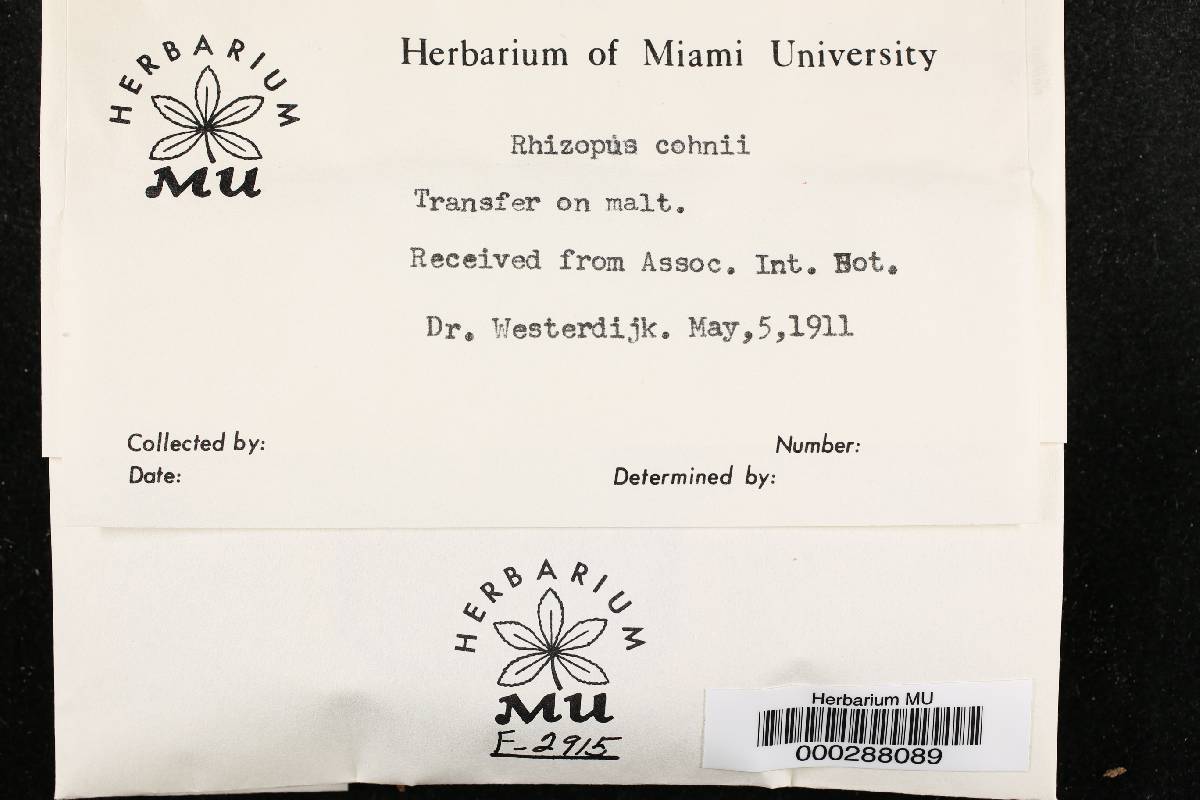 HERBARIUM
MU
Herbarium of Miami University
Rhizopus cohnii
Transfer on malt.
Received from Assoc. Int. Bot.
Dr. Westerdijk. May,5,1911
Collected by:
Number:
Date:
Determined by:
HERBARIUM
MU
F-2915
Herbarium MU
000288089